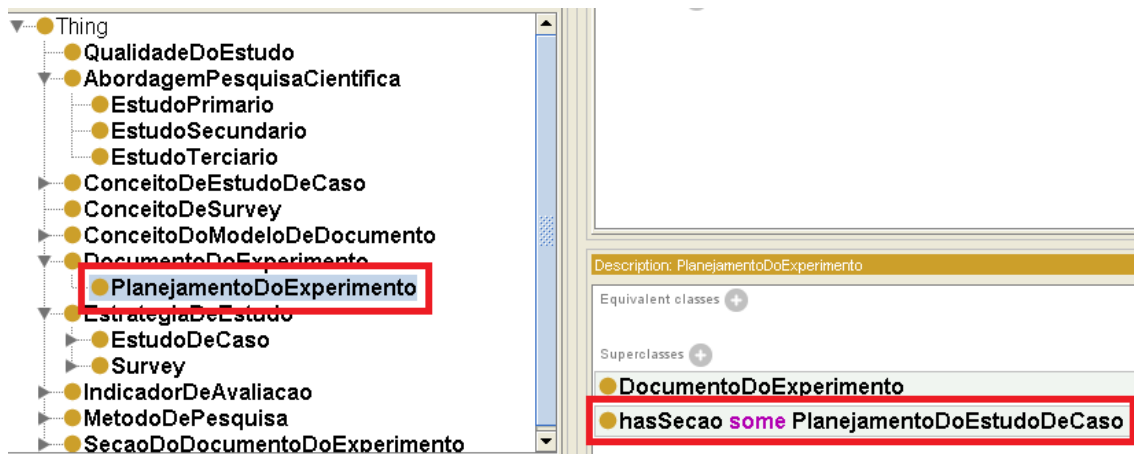 Thing
QualidadeDoEstudo
AbordagemPesquisaCientifica
EstudoPrimario
EstudoSecundario
EstudoTerciario
ConceitoDeEstudoDeCaso
ConceitoDeSurvey
ConceitoDoModeloDeDocumento
DocumentoDoExperimento
PlanejamentoDoExperimento
EstrategiaDeEstudo
EstudoDeCaso
Survey
IndicadorDeAvaliacao
MetodoDePesquisa
SecaoDoDocumentoDoExperimento
Description: PlanejamentoDoExperimento
Equivalent classes
Superclasses
DocumentoDoExperimento
hasSecao some PlanejamentoDoEstudoDeCaso